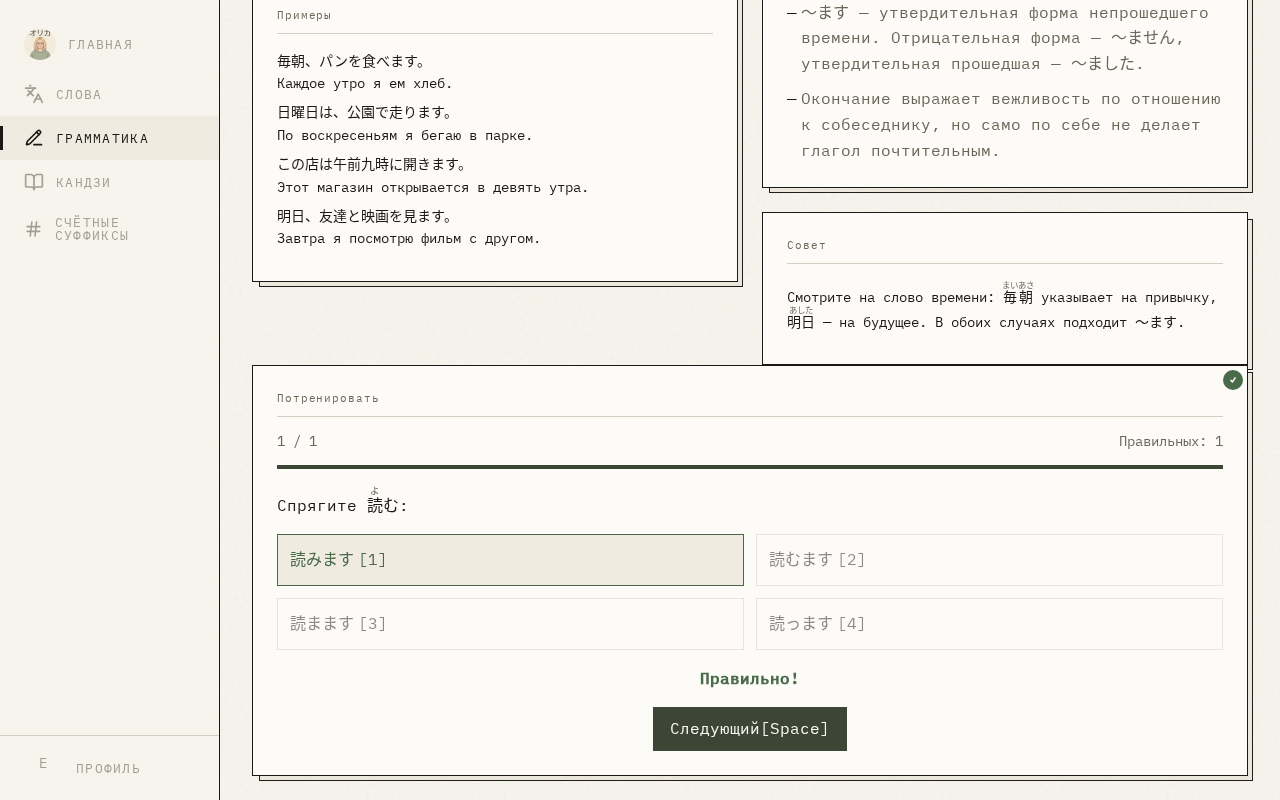 オリカ
ГЛАВНАЯ
СЛОВА
ГРАММАТИКА
КАНДЗИ
СЧЁТНЫЕ
СУФФИКСЫ
E
ПРОФИЛЬ
Примеры
毎朝、パンを食べます。
Каждое утро я ем хлеб.
日曜日は、公園で走ります。
По воскресеньям я бегаю в парке.
この店は午前九時に開きます。
Этот магазин открывается в девять утра.
明日、友達と映画を見ます。
Завтра я посмотрю фильм с другом.
— 〜ます — утвердительная форма непрошедшего
времени. Отрицательная форма — 〜ません,
утвердительная прошедшая — 〜ました.
— Окончание выражает вежливость по отношению
к собеседнику, но само по себе не делает
глагол почтительным.
Совет
まいあさ
Смотрите на слово времени: 毎朝 указывает на привычку,
あした
明日 — на будущее. В обоих случаях подходит 〜ます.
Потренировать
1 / 1
Правильных: 1
よ
Спрягите 読む:
読みます [1]
読むます [2]
読まます [3]
読っます [4]
Правильно!
Следующий[Space]